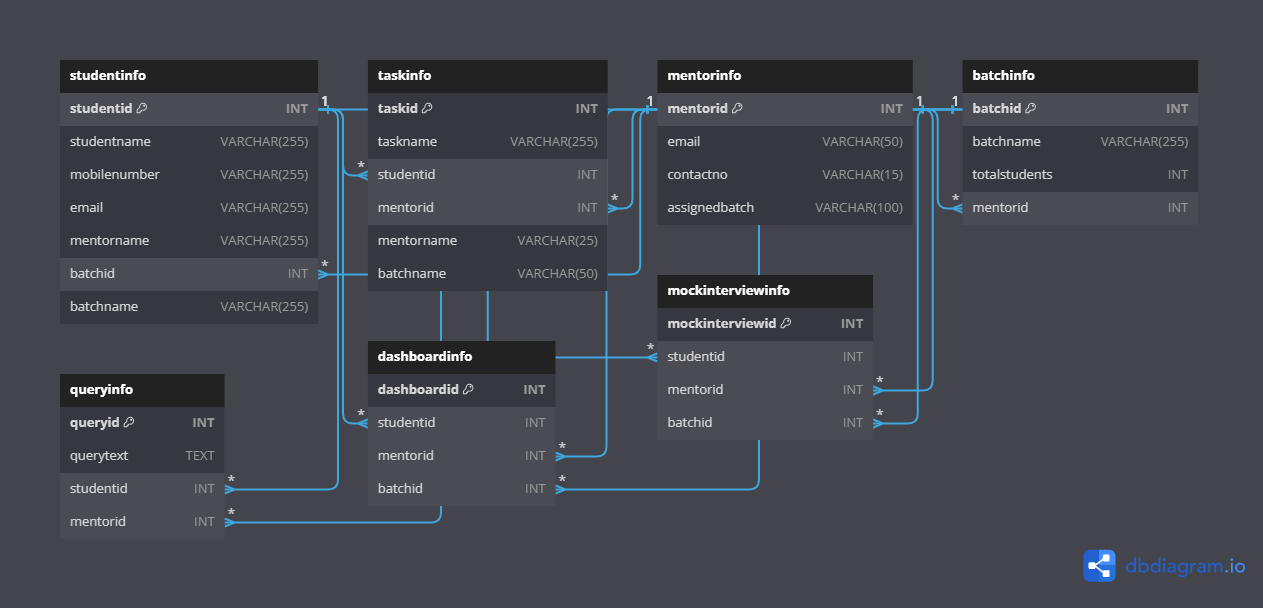 studentinfo
studentid INT
studentname VARCHAR(255)
mobilenumber VARCHAR(255)
email VARCHAR(255)
mentorname VARCHAR(255)
batchid INT
batchname VARCHAR(255)
1
*
taskinfo
taskid INT
taskname VARCHAR(255)
* studentid INT
mentorid INT *
mentorname VARCHAR(25)
batchname VARCHAR(50)
mentorinfo
1 mentorid INT 1
email VARCHAR(50)
contactno VARCHAR(15)
assignedbatch VARCHAR(100)
batchinfo
1 batchid INT
batchname VARCHAR(255)
totalstudents INT
* mentorid INT
mockinterviewinfo
mockinterviewid INT
* studentid INT
mentorid INT *
batchid INT *
dashboardinfo
dashboardid INT
* studentid INT
mentorid INT *
batchid INT *
queryinfo
queryid INT
querytext TEXT
studentid INT *
mentorid INT *
dbdiagram.io